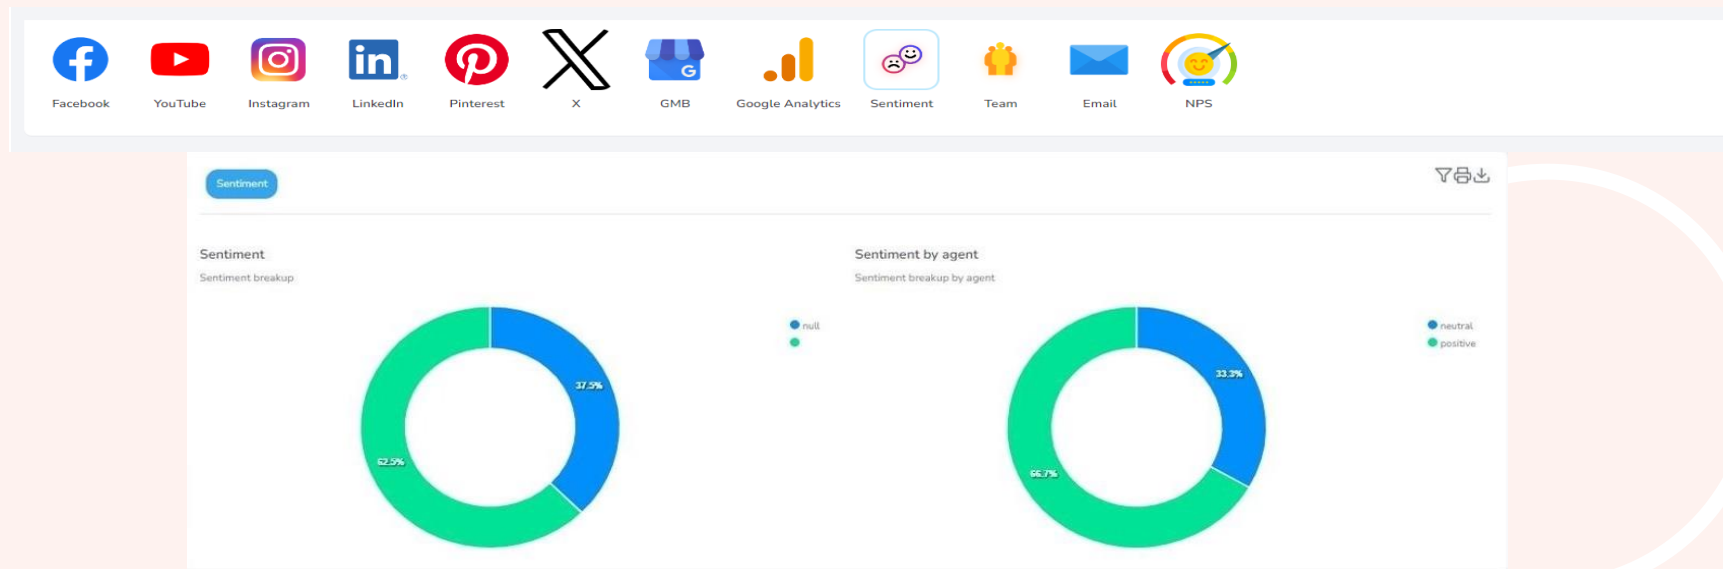 Facebook YouTube Instagram LinkedIn Pinterest X GMB Google Analytics Sentiment Team Email NPS
Sentiment
Sentiment
Sentiment breakup
null
37.5%
62.5%
Sentiment by agent
Sentiment breakup by agent
neutral
positive
33.3%
66.7%